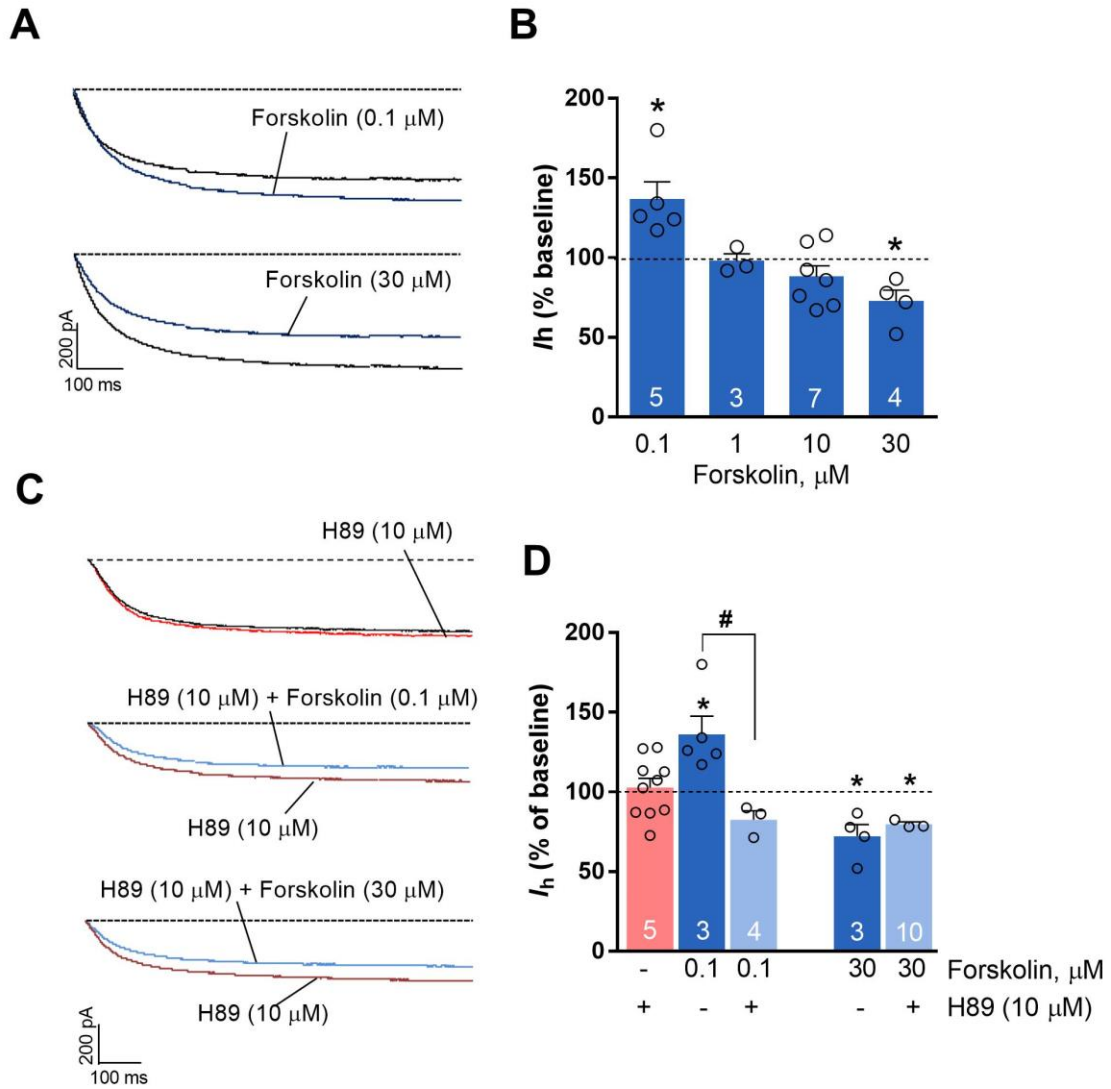 A
Forskolin (0.1 μM)
Forskolin (30 μM)
200 pA
100 ms
B
Ih (% baseline)
200
150
100
50
0
*
*
5
3
7
4
0.1
1
10
30
Forskolin, μM
C
H89 (10 μM)
H89 (10 μM) + Forskolin (0.1 μM)
H89 (10 μM)
H89 (10 μM) + Forskolin (30 μM)
H89 (10 μM)
200 pA
100 ms
D
Ih (% of baseline)
200
150
100
50
0
#
*
*
*
5
3
4
3
10
- 0.1 0.1 30 30 Forskolin, μM
+ - + - + H89 (10 μM)